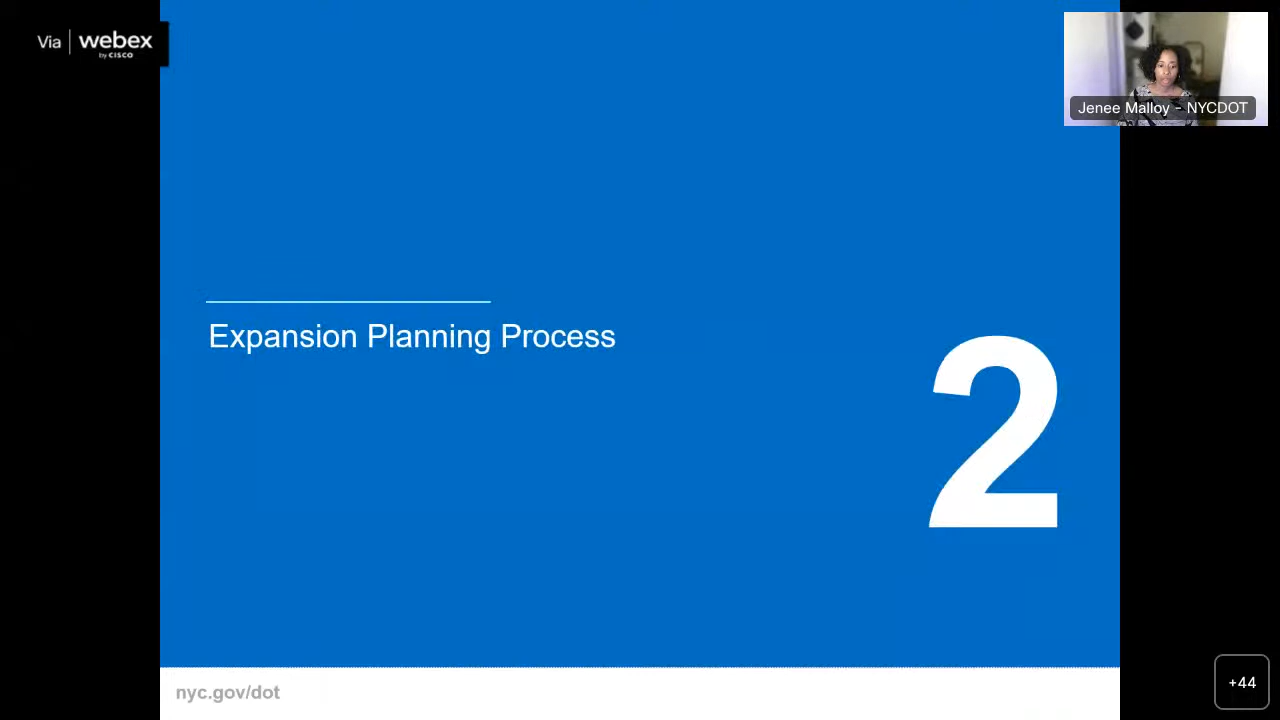 Via | webex
by CISCO
Jenee Malloy - NYCDOT
Expansion Planning Process
2
nyc.gov/dot
+44